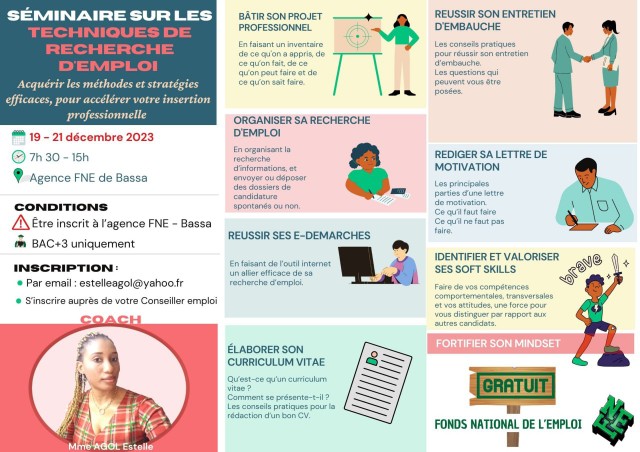 SÉMINAIRE SUR LES
TECHNIQUES DE
RECHERCHE
D'EMPLOI
Acquérir les méthodes et stratégies
efficaces, pour accélérer votre insertion
professionnelle
19 - 21 décembre 2023
7h 30 - 15h
Agence FNE de Bassa
CONDITIONS
Être inscrit à l'agence FNE - Bassa
BAC+3 uniquement
INSCRIPTION :
Par email : estelleagol@yahoo.fr
S'inscrire auprès de votre Conseiller emploi
COACH
Mme AGOL Estelle
BÂTIR SON PROJET
PROFESSIONNEL
En faisant un inventaire
de ce qu'on a appris, de
ce qu'on fait, de ce
qu'on peut faire et de
ce qu'on sait faire.
ORGANISER SA RECHERCHE
D'EMPLOI
En organisant la
recherche
d'informations, et
envoyer ou déposer
des dossiers de
candidature
spontanés ou non.
REUSSIR SES E-DEMARCHES
En faisant de l'outil internet
un allier efficace de sa
recherche d'emploi.
ÉLABORER SON
CURRICULUM VITAE
Qu'est-ce qu'un curriculum
vitae ?
Comment se présente-t-il ?
Les conseils pratiques pour la
rédaction d'un bon CV.
REUSSIR SON ENTRETIEN
D'EMBAUCHE
Les conseils pratiques
pour réussir son entretien
d'embauche.
Les questions qui
peuvent vous être
posées.
REDIGER SA LETTRE DE
MOTIVATION
Les principales
parties d'une lettre
de motivation.
Ce qu'il faut faire
Ce qu'il ne faut pas
faire.
IDENTIFIER ET VALORISER
SES SOFT SKILLS
Faire de vos compétences
comportementales, transversales
et vos attitudes, une force pour
vous distinguer par rapport aux
autres candidats.
brave
FORTIFIER SON MINDSET
GRATUIT
FONDS NATIONAL DE L'EMPLOI
FNE